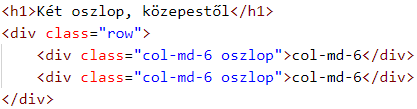 <h1>Két oszlop, közepestől</h1>
<div class="row">
    <div class="col-md-6 oszlop">col-md-6</div>
    <div class="col-md-6 oszlop">col-md-6</div>
</div>